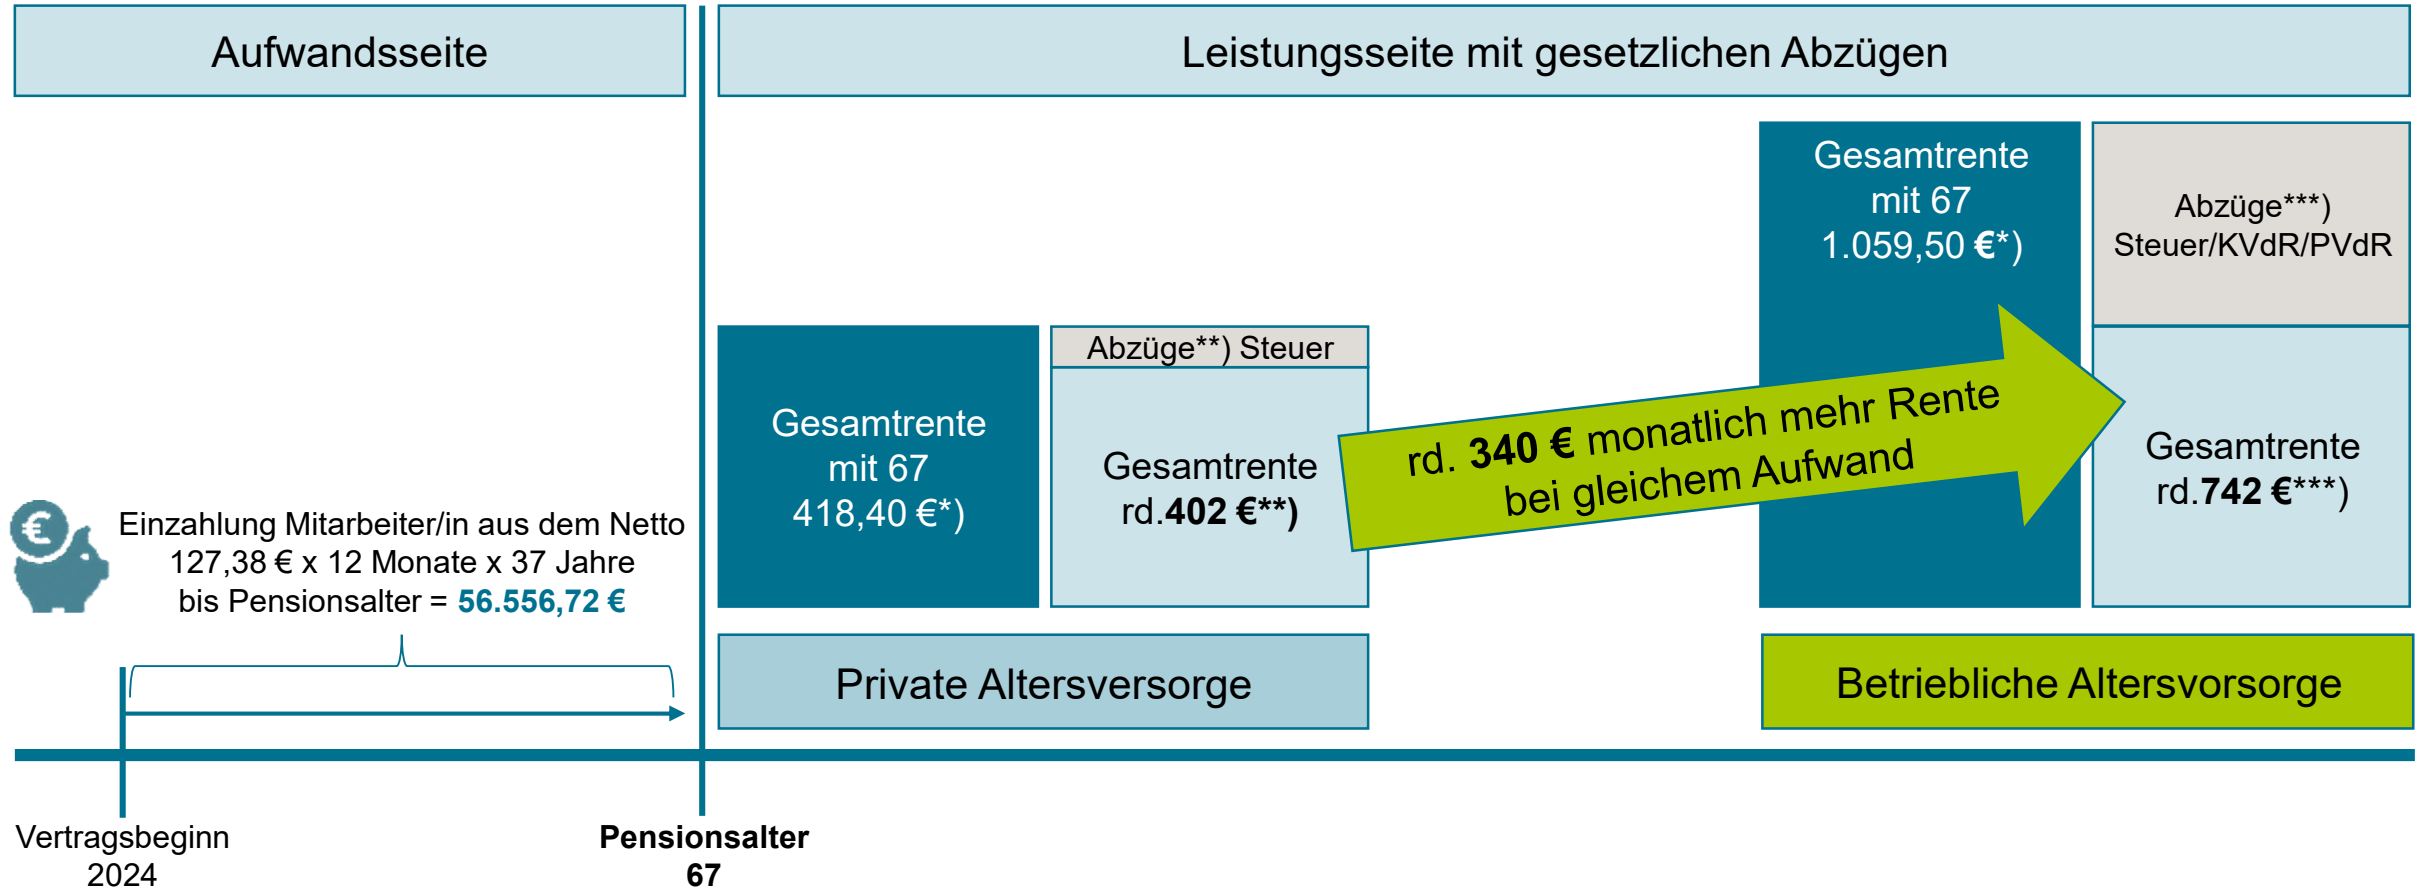 Aufwandsseite
Leistungsseite mit gesetzlichen Abzügen
Einzahlung Mitarbeiter/in aus dem Netto
127,38 € x 12 Monate x 37 Jahre
bis Pensionsalter = 56.556,72 €
Gesamtrente
mit 67
418,40 €*)
Abzüge**) Steuer
Gesamtrente
rd.402 €**)
rd. 340 € monatlich mehr Rente
bei gleichem Aufwand
Gesamtrente
mit 67
1.059,50 €*)
Abzüge***)
Steuer/KVdR/PVdR
Gesamtrente
rd.742 €***)
Private Altersversorge
Betriebliche Altersvorsorge
Vertragsbeginn
2024
Pensionsalter
67